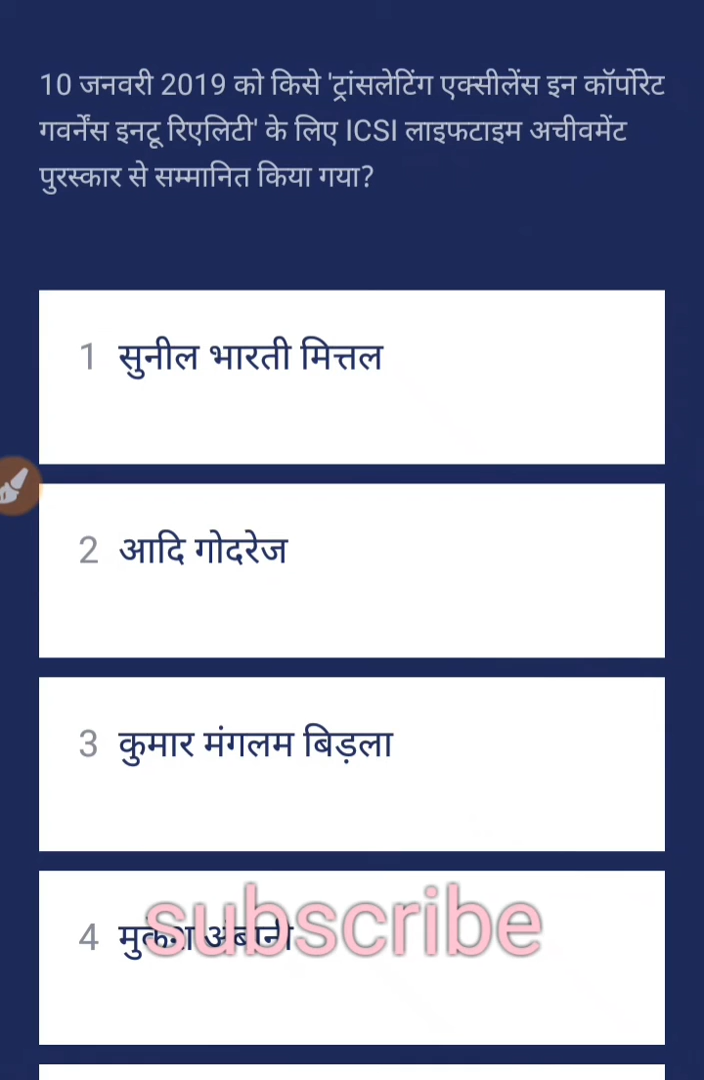 10 जनवरी 2019 को किसे 'ट्रांसलेटिंग एक्सीलेंस इन कॉर्पोरेट
गवर्नेंस इनटू रिएलिटी' के लिए ICSI लाइफटाइम अचीवमेंट
पुरस्कार से सम्मानित किया गया?
1 सुनील भारती मित्तल
2 आदि गोदरेज
3 कुमार मंगलम बिड़ला
4 मुकेश अंबानी
subscribe